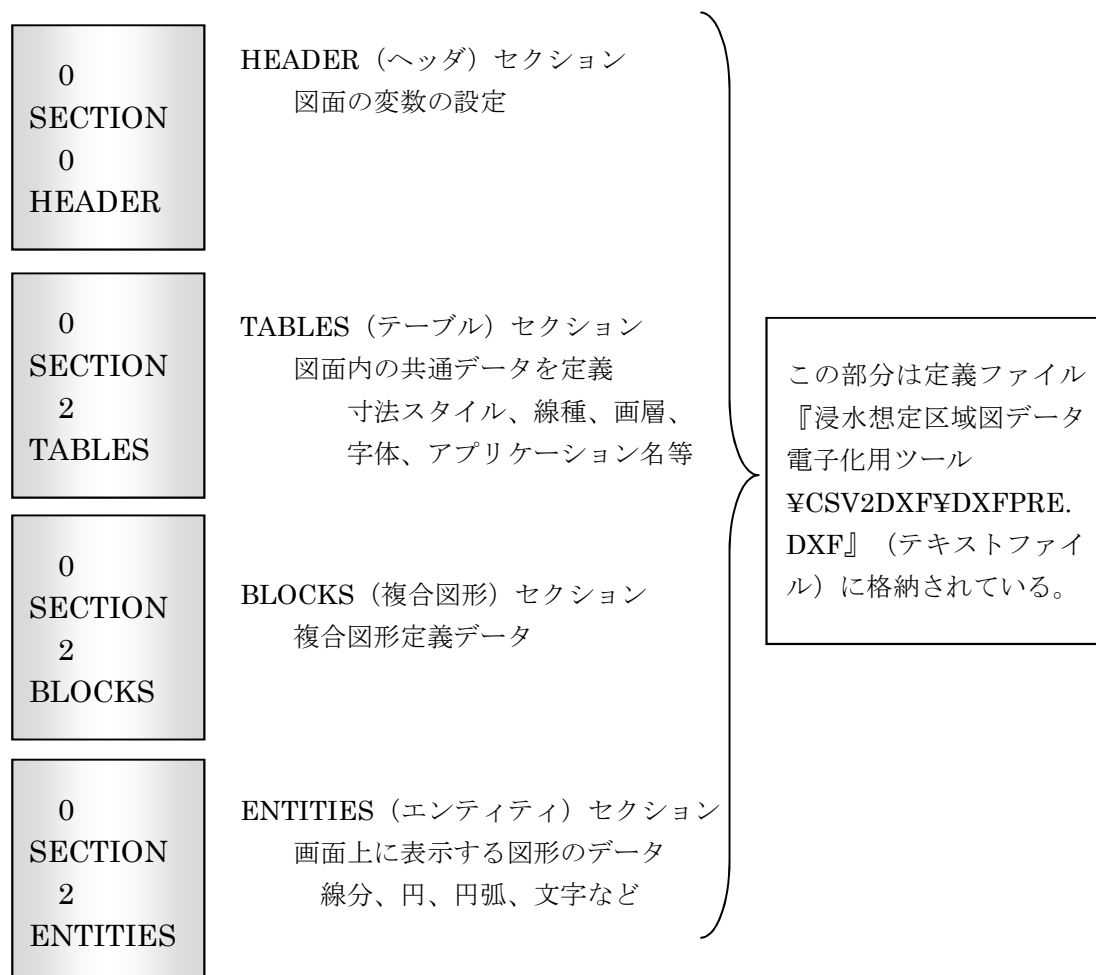 0
SECTION
0
HEADER
HEADER（ヘッダ）セクション
図面の変数の設定
0
SECTION
2
TABLES
TABLES（テーブル）セクション
図面内の共通データを定義
寸法スタイル、線種、画層、
字体、アプリケーション名等
0
SECTION
2
BLOCKS
BLOCKS（複合図形）セクション
複合図形定義データ
0
SECTION
2
ENTITIES
ENTITIES（エンティティ）セクション
画面上に表示する図形のデータ
線分、円、円弧、文字など
この部分は定義ファイル
『浸水想定区域図データ
電子化用ツール
¥CSV2DXF¥DXFPRE.
DXF』（テキストファイ
ル）に格納されている。